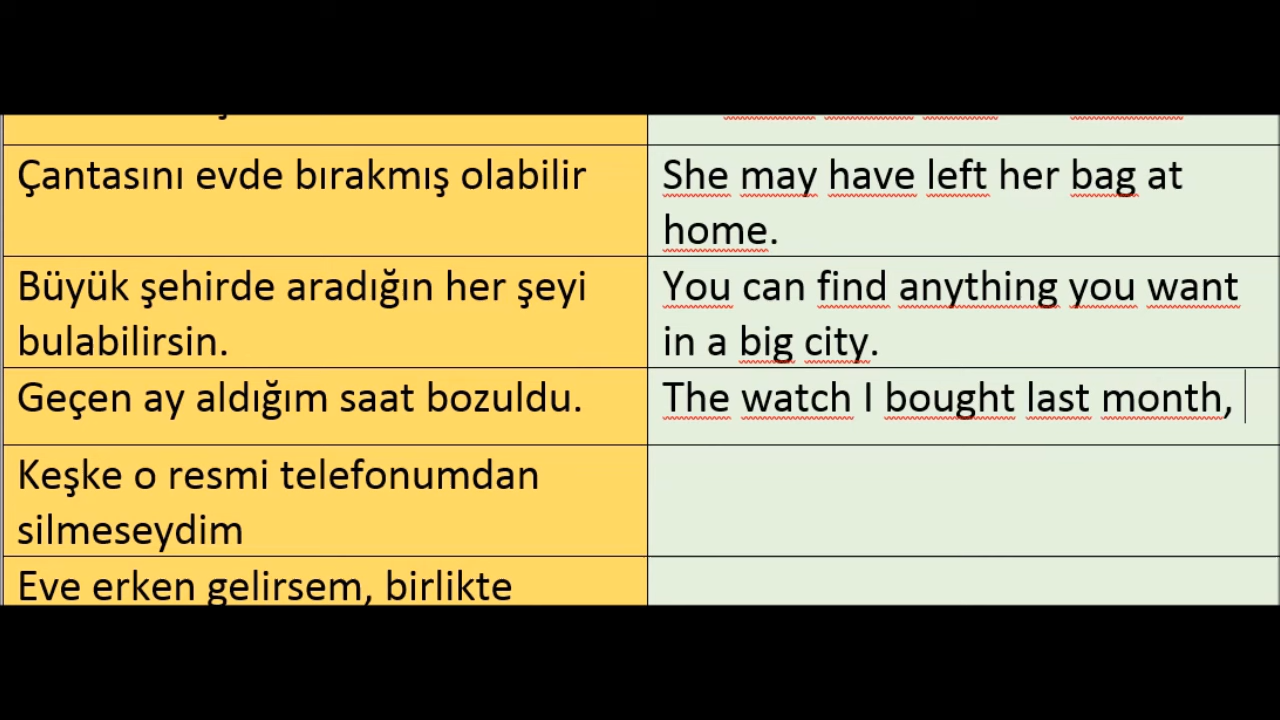 Çantasını evde bırakmış olabilir
She may have left her bag at
home.
Büyük şehirde aradığın her şeyi
bulabilirsin.
You can find anything you want
in a big city.
Geçen ay aldığım saat bozuldu.
The watch I bought last month,
Keşke o resmi telefonumdan
silmeseydim
Eve erken gelirsem, birlikte